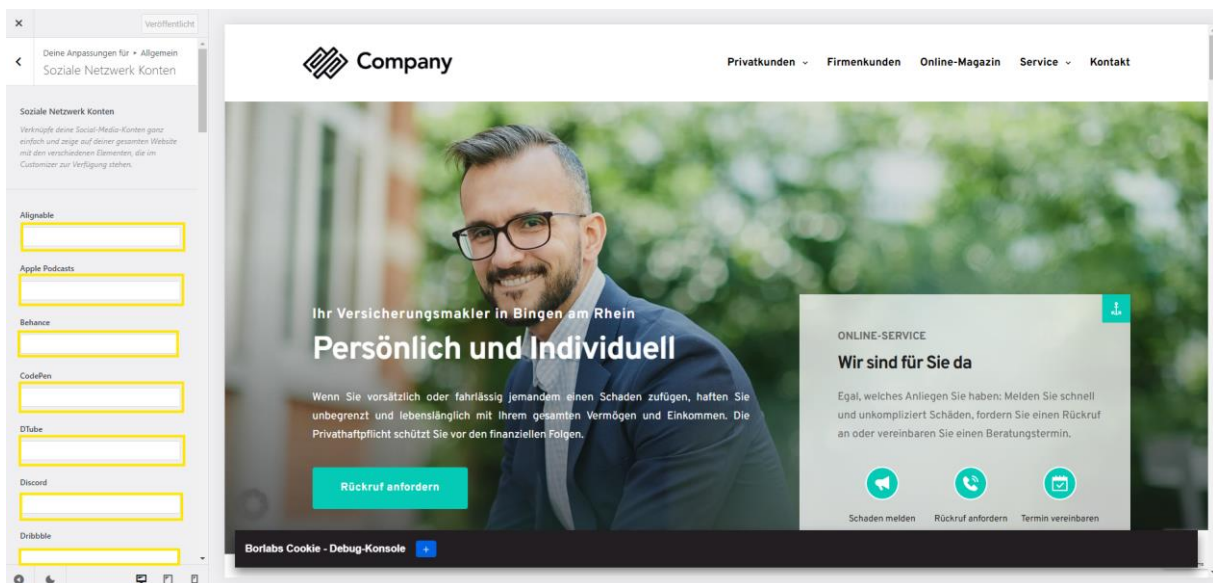 Veröffentlicht
Deine Anpassungen für ▸ Allgemein
Soziale Netzwerk Konten
Soziale Netzwerk Konten
Verknüpfe deine Social-Media-Konten ganz
einfach und zeige auf deiner gesamten Website
mit den verschiedenen Elementen, die im
Customizer zur Verfügung stehen.
Alignable
Apple Podcasts
Behance
CodePen
DTube
Discord
Dribbble
Company
Privatkunden
Firmenkunden
Online-Magazin
Service
Kontakt
Ihr Versicherungsmakler in Bingen am Rhein
Persönlich und Individuell
Wenn Sie vorsätzlich oder fahrlässig jemandem einen Schaden zufügen, haften Sie
unbegrenzt und lebenslänglich mit Ihrem gesamten Vermögen und Einkommen. Die
Privathaftpflicht schützt Sie vor den finanziellen Folgen.
Rückruf anfordern
ONLINE-SERVICE
Wir sind für Sie da
Egal, welches Anliegen Sie haben: Melden Sie schnell
und unkompliziert Schäden, fordern Sie einen Rückruf
an oder vereinbaren Sie einen Beratungstermin.
Schaden melden
Rückruf anfordern
Termin vereinbaren
Borlabs Cookie - Debug-Konsole +